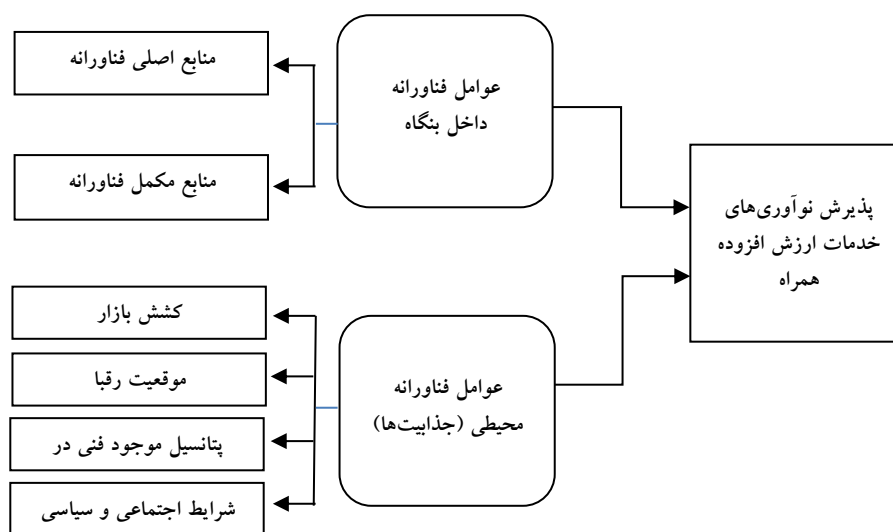 منابع اصلی فناورانه
منابع مکمل فناورانه
عوامل فناورانه
داخل بنگاه
پذیرش نوآوری‌های
خدمات ارزش افزوده
همراه
کشش بازار
موقعیت رقبا
پتانسیل موجود فنی در
شرایط اجتماعی و سیاسی
عوامل فناورانه
محیطی (جذابیت‌ها)